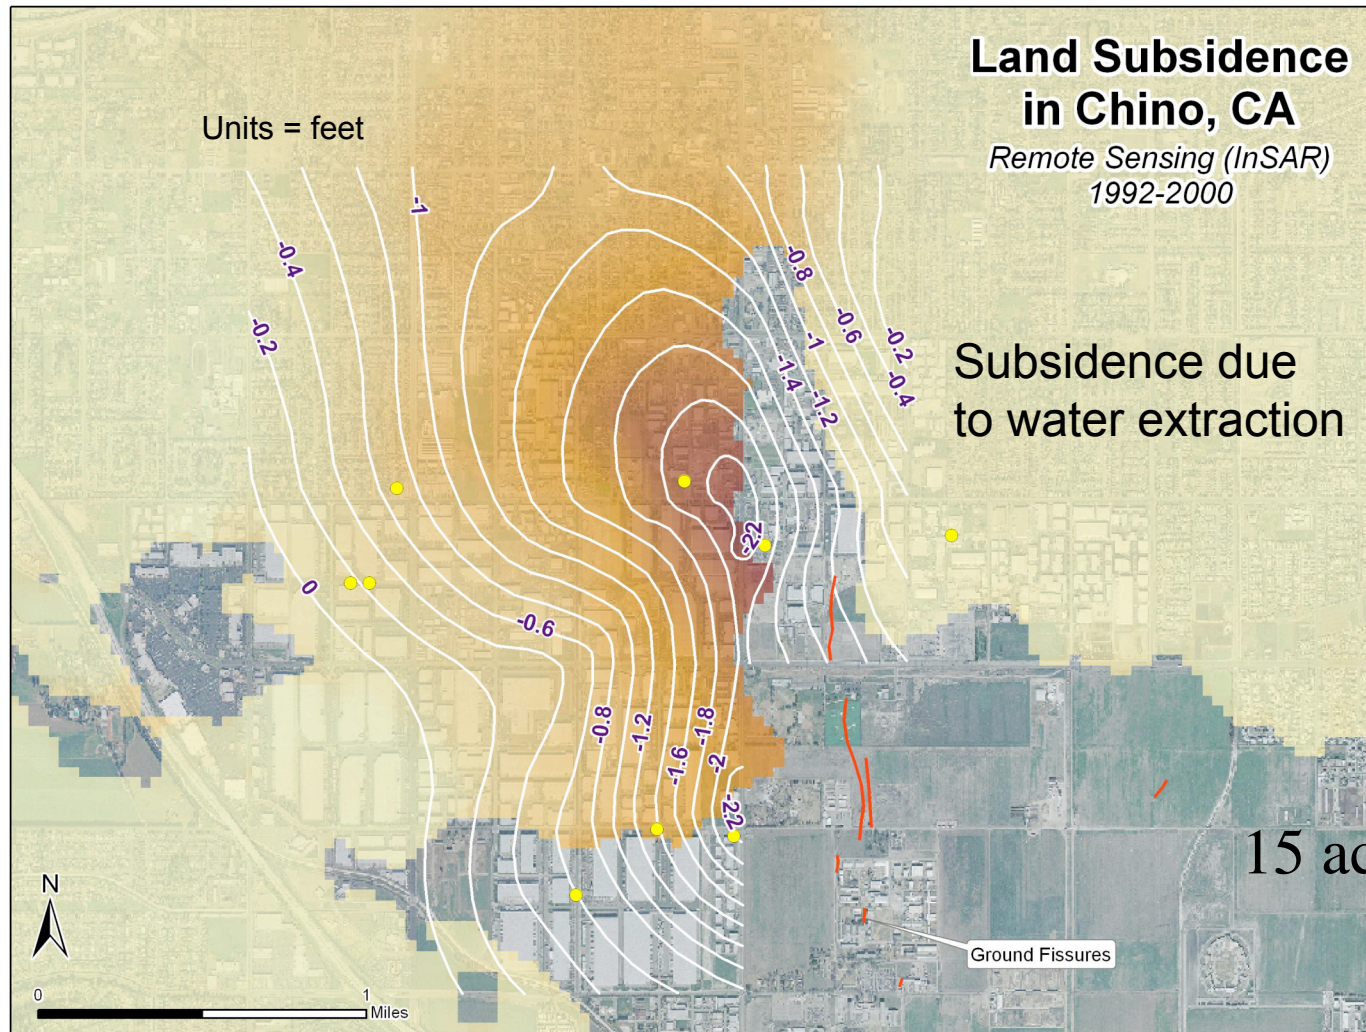 Land Subsidence
in Chino, CA
Remote Sensing (InSAR)
1992-2000
Units = feet
-1
-0.4
-0.8
-0.2
-0.6
-1
-0.2
-1.4
-0.4
-1.2
Subsidence due
to water extraction
-2.2
0
-0.6
-0.8
-1.2
-1.8
-1.6
-2
-2.2
15 ac
N
Ground Fissures
0
1
Miles